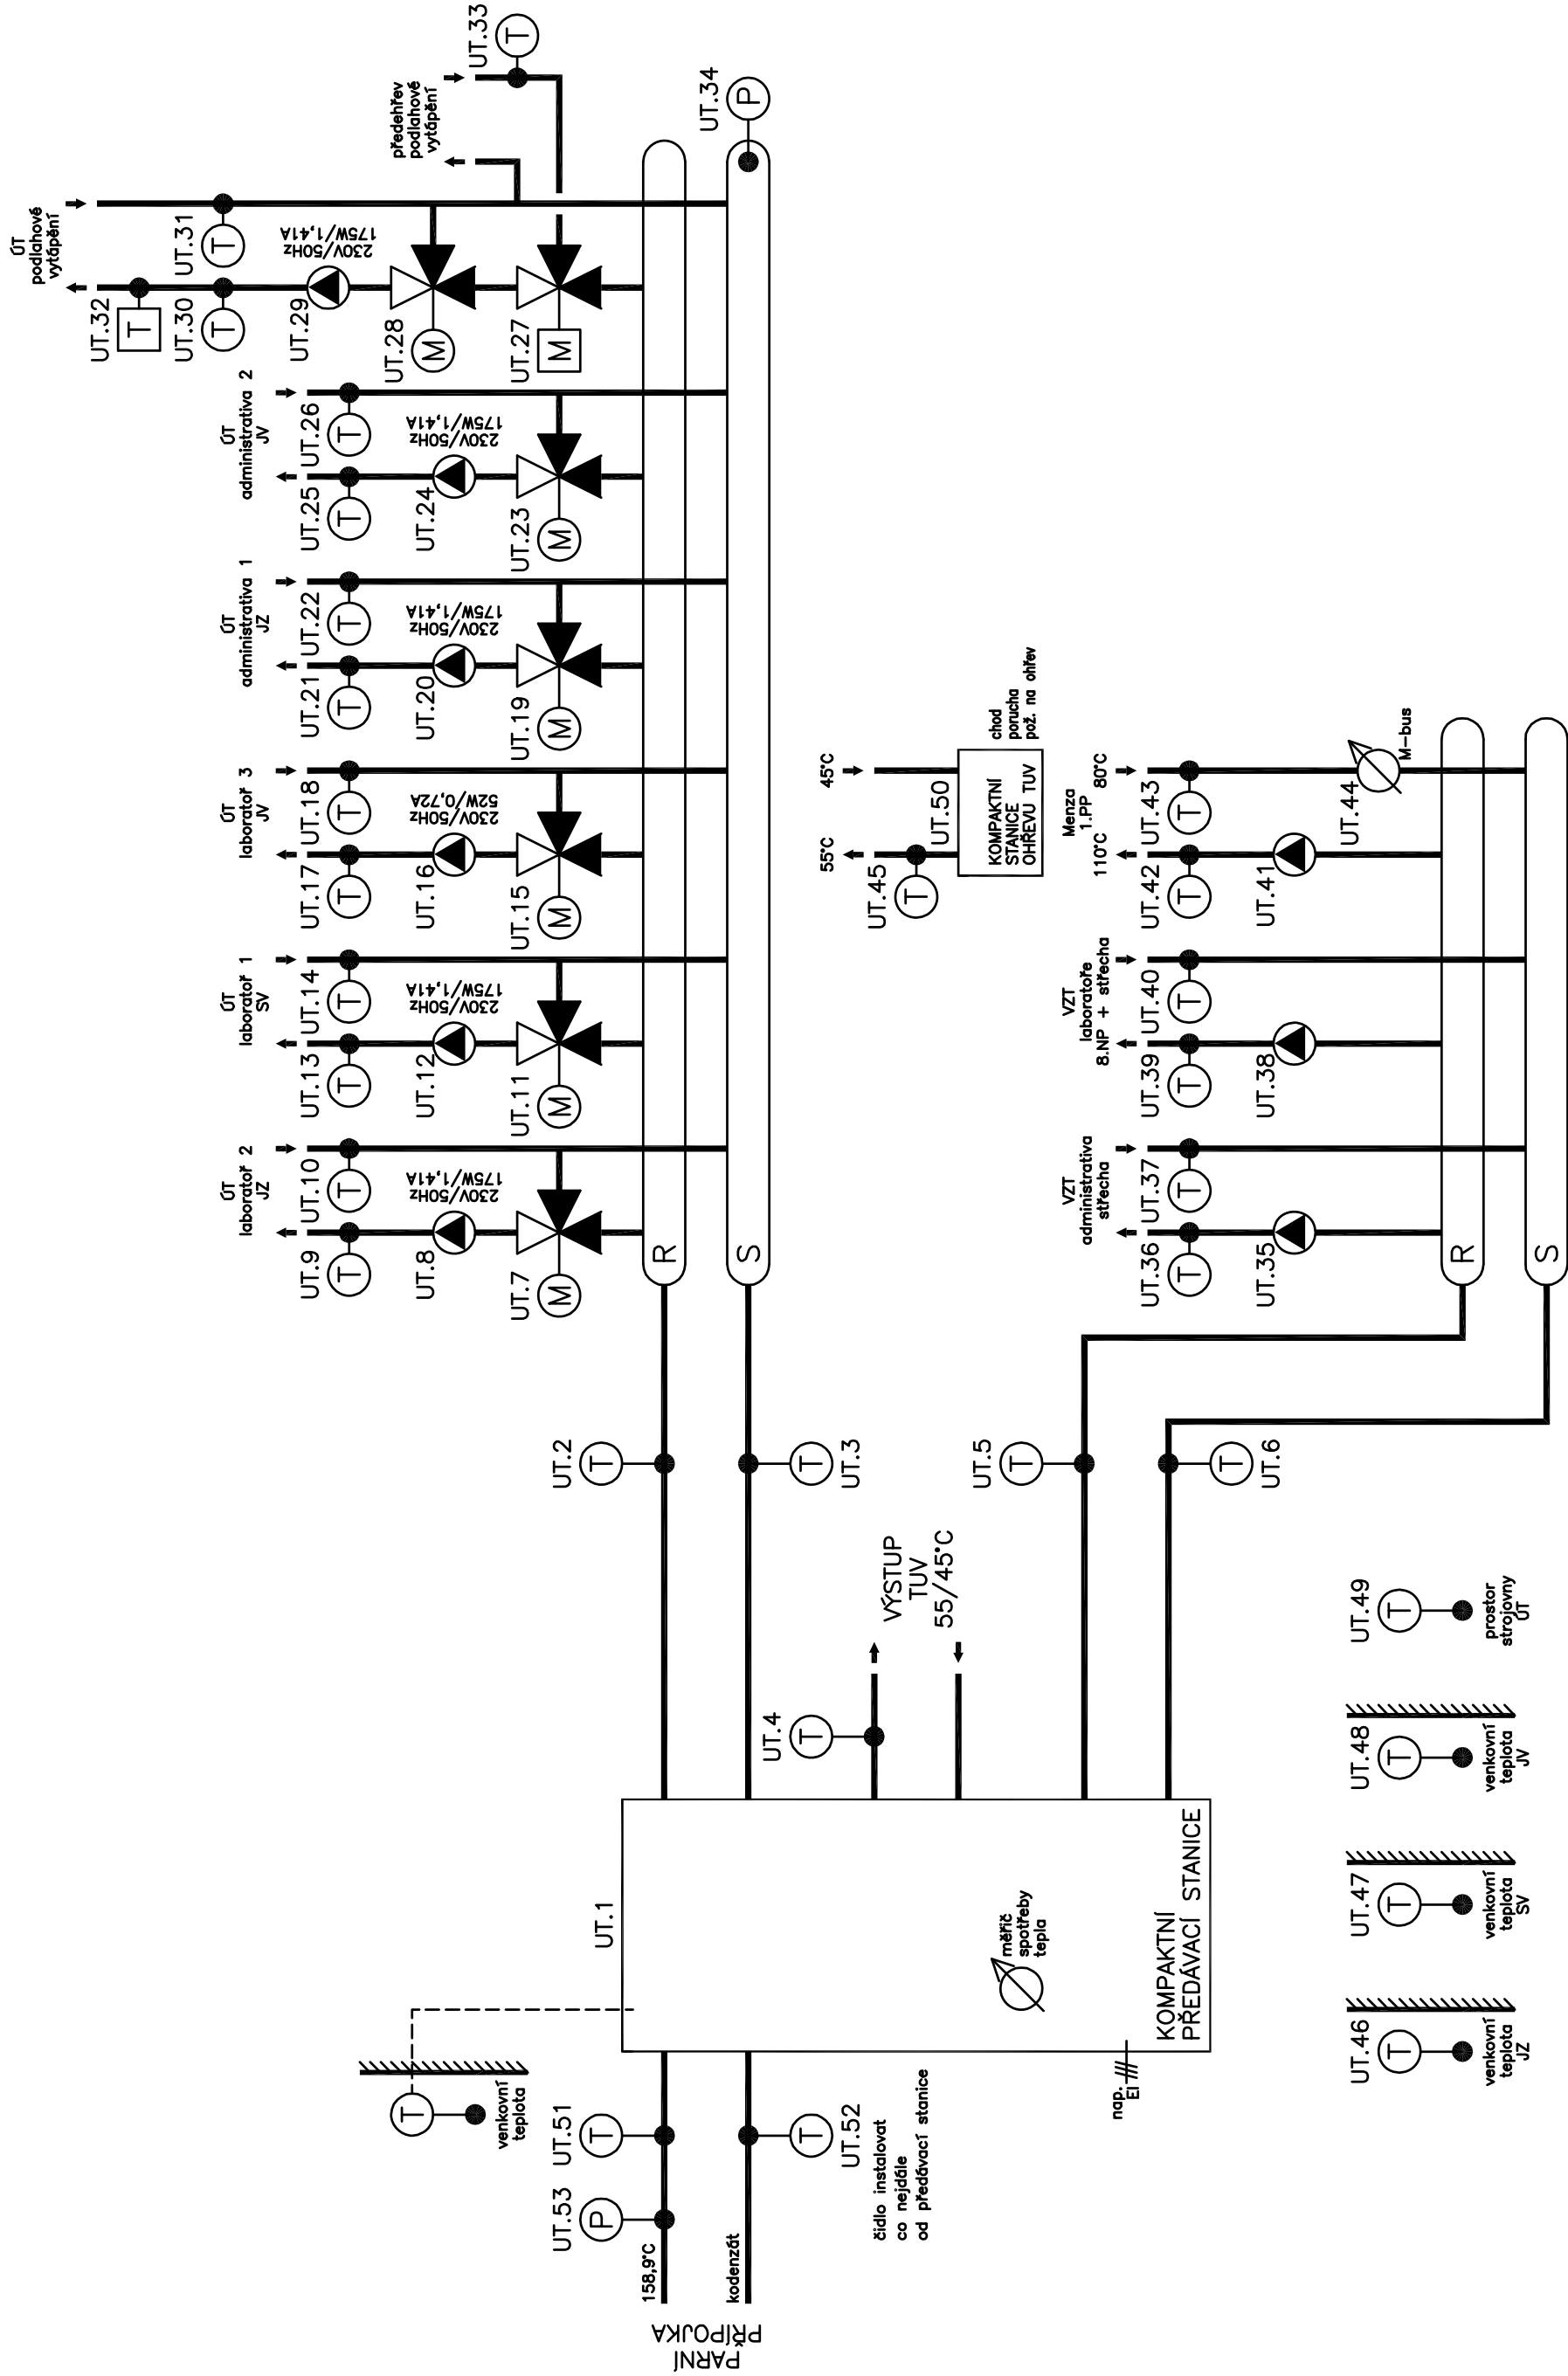 PARNÍ
PŘÍPOJKA
158,9°C
kodenzát
UT.53
P
UT.51
T
UT.52
T
čidlo instalovat
co nejdále
od předávací stanice
T
venkovní
teplota
UT.1
měřič
spotřeby
tepla
KOMPAKTNÍ
PŘEDÁVACÍ STANICE
nap.
EI
UT.4
T
VÝSTUP
TUV
55/45°C
UT.2
T
UT.3
T
UT.5
T
UT.6
T
UT.46
T
venkovní
teplota
JZ
UT.47
T
venkovní
teplota
SV
UT.48
T
venkovní
teplota
JV
UT.49
T
prostor
strojovny
ÚT
R
S
ÚT
laboratoř 2
JZ
UT.9
T
UT.10
T
UT.8
230V/50Hz
175W/1,41A
UT.7
M
ÚT
laboratoř 1
SV
UT.13
T
UT.14
T
UT.12
230V/50Hz
175W/1,41A
UT.11
M
ÚT
laboratoř 3
JV
UT.17
T
UT.18
T
UT.16
230V/50Hz
52W/0,72A
UT.15
M
ÚT
administrativa 1
JZ
UT.21
T
UT.22
T
UT.20
230V/50Hz
175W/1,41A
UT.19
M
ÚT
administrativa 2
JV
UT.25
T
UT.26
T
UT.24
230V/50Hz
175W/1,41A
UT.23
M
ÚT
podlahové
vytápění
UT.32
T
UT.30
T
UT.31
T
UT.29
230V/50Hz
175W/1,41A
UT.28
M
UT.27
M
předehřev
podlahové
vytápění
UT.33
T
UT.34
P
55°C
45°C
UT.45
T
UT.50
KOMPAKTNÍ
STANICE
OHŘEVU TUV
chod
porucha
pož. na ohřev
VZT
administrativa
střecha
UT.36
T
UT.37
T
UT.35
VZT
laboratoře
8.NP + střecha
UT.39
T
UT.40
T
UT.38
Menza
1.PP
110°C
80°C
UT.42
T
UT.43
T
UT.41
UT.44
M-bus
R
S